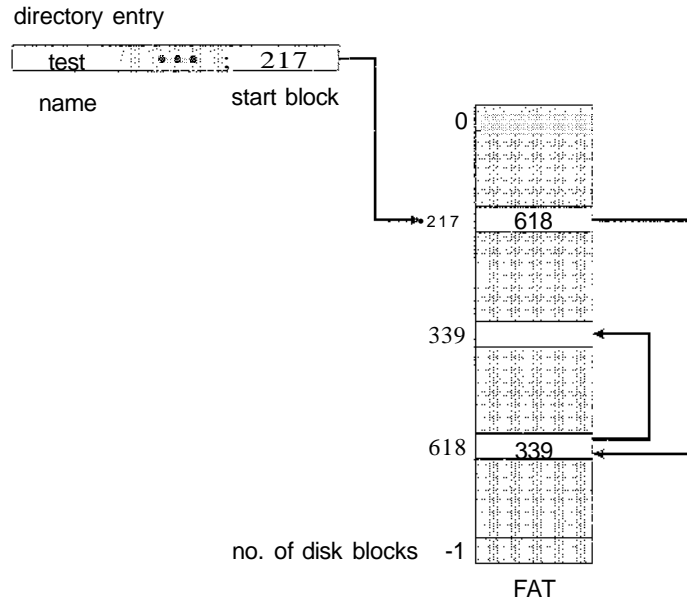 directory entry
test ••• 217
name start block
0
217 618
339
618 339
no. of disk blocks -1
FAT